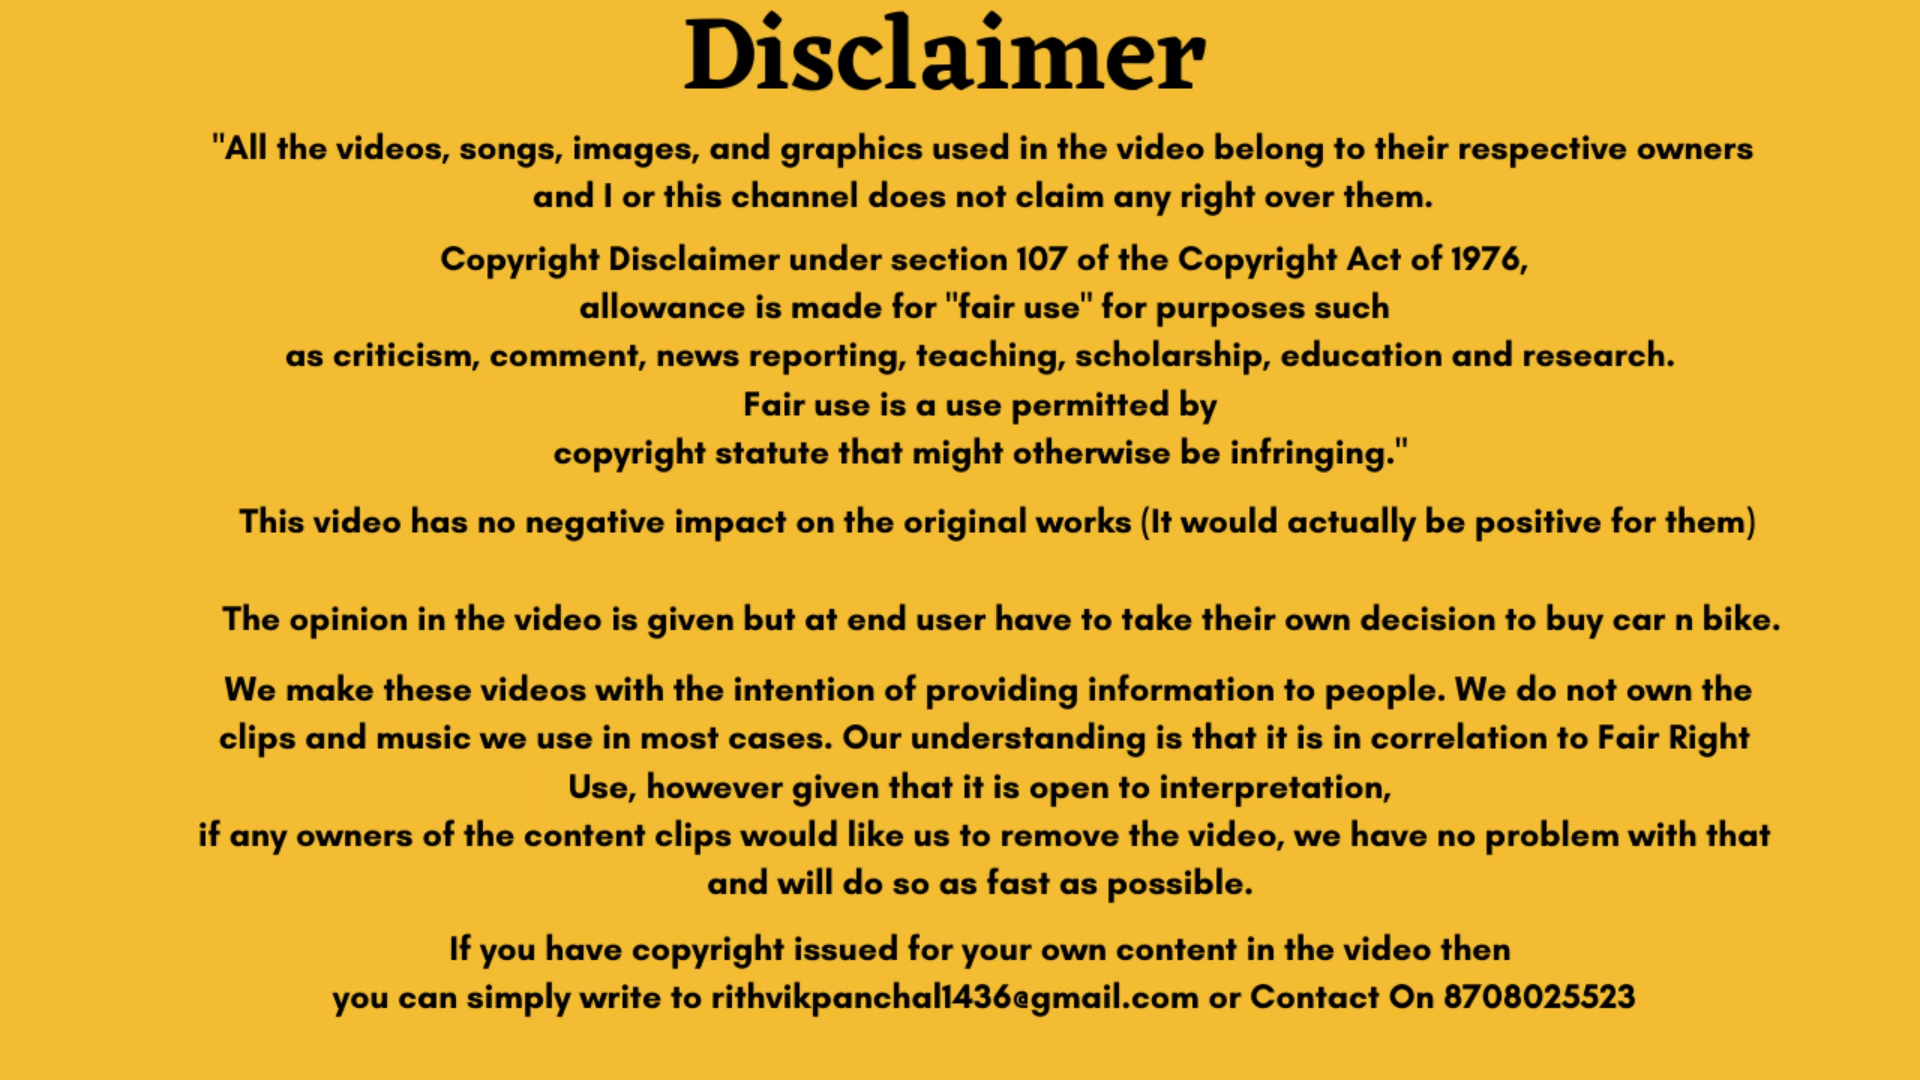 Disclaimer
"All the videos, songs, images, and graphics used in the video belong to their respective owners
and I or this channel does not claim any right over them.
Copyright Disclaimer under section 107 of the Copyright Act of 1976,
allowance is made for "fair use" for purposes such
as criticism, comment, news reporting, teaching, scholarship, education and research.
Fair use is a use permitted by
copyright statute that might otherwise be infringing."
This video has no negative impact on the original works (It would actually be positive for them)
The opinion in the video is given but at end user have to take their own decision to buy car n bike.
We make these videos with the intention of providing information to people. We do not own the
clips and music we use in most cases. Our understanding is that it is in correlation to Fair Right
Use, however given that it is open to interpretation,
if any owners of the content clips would like us to remove the video, we have no problem with that
and will do so as fast as possible.
If you have copyright issued for your own content in the video then
you can simply write to rithvikpanchal1436@gmail.com or Contact On 8708025523